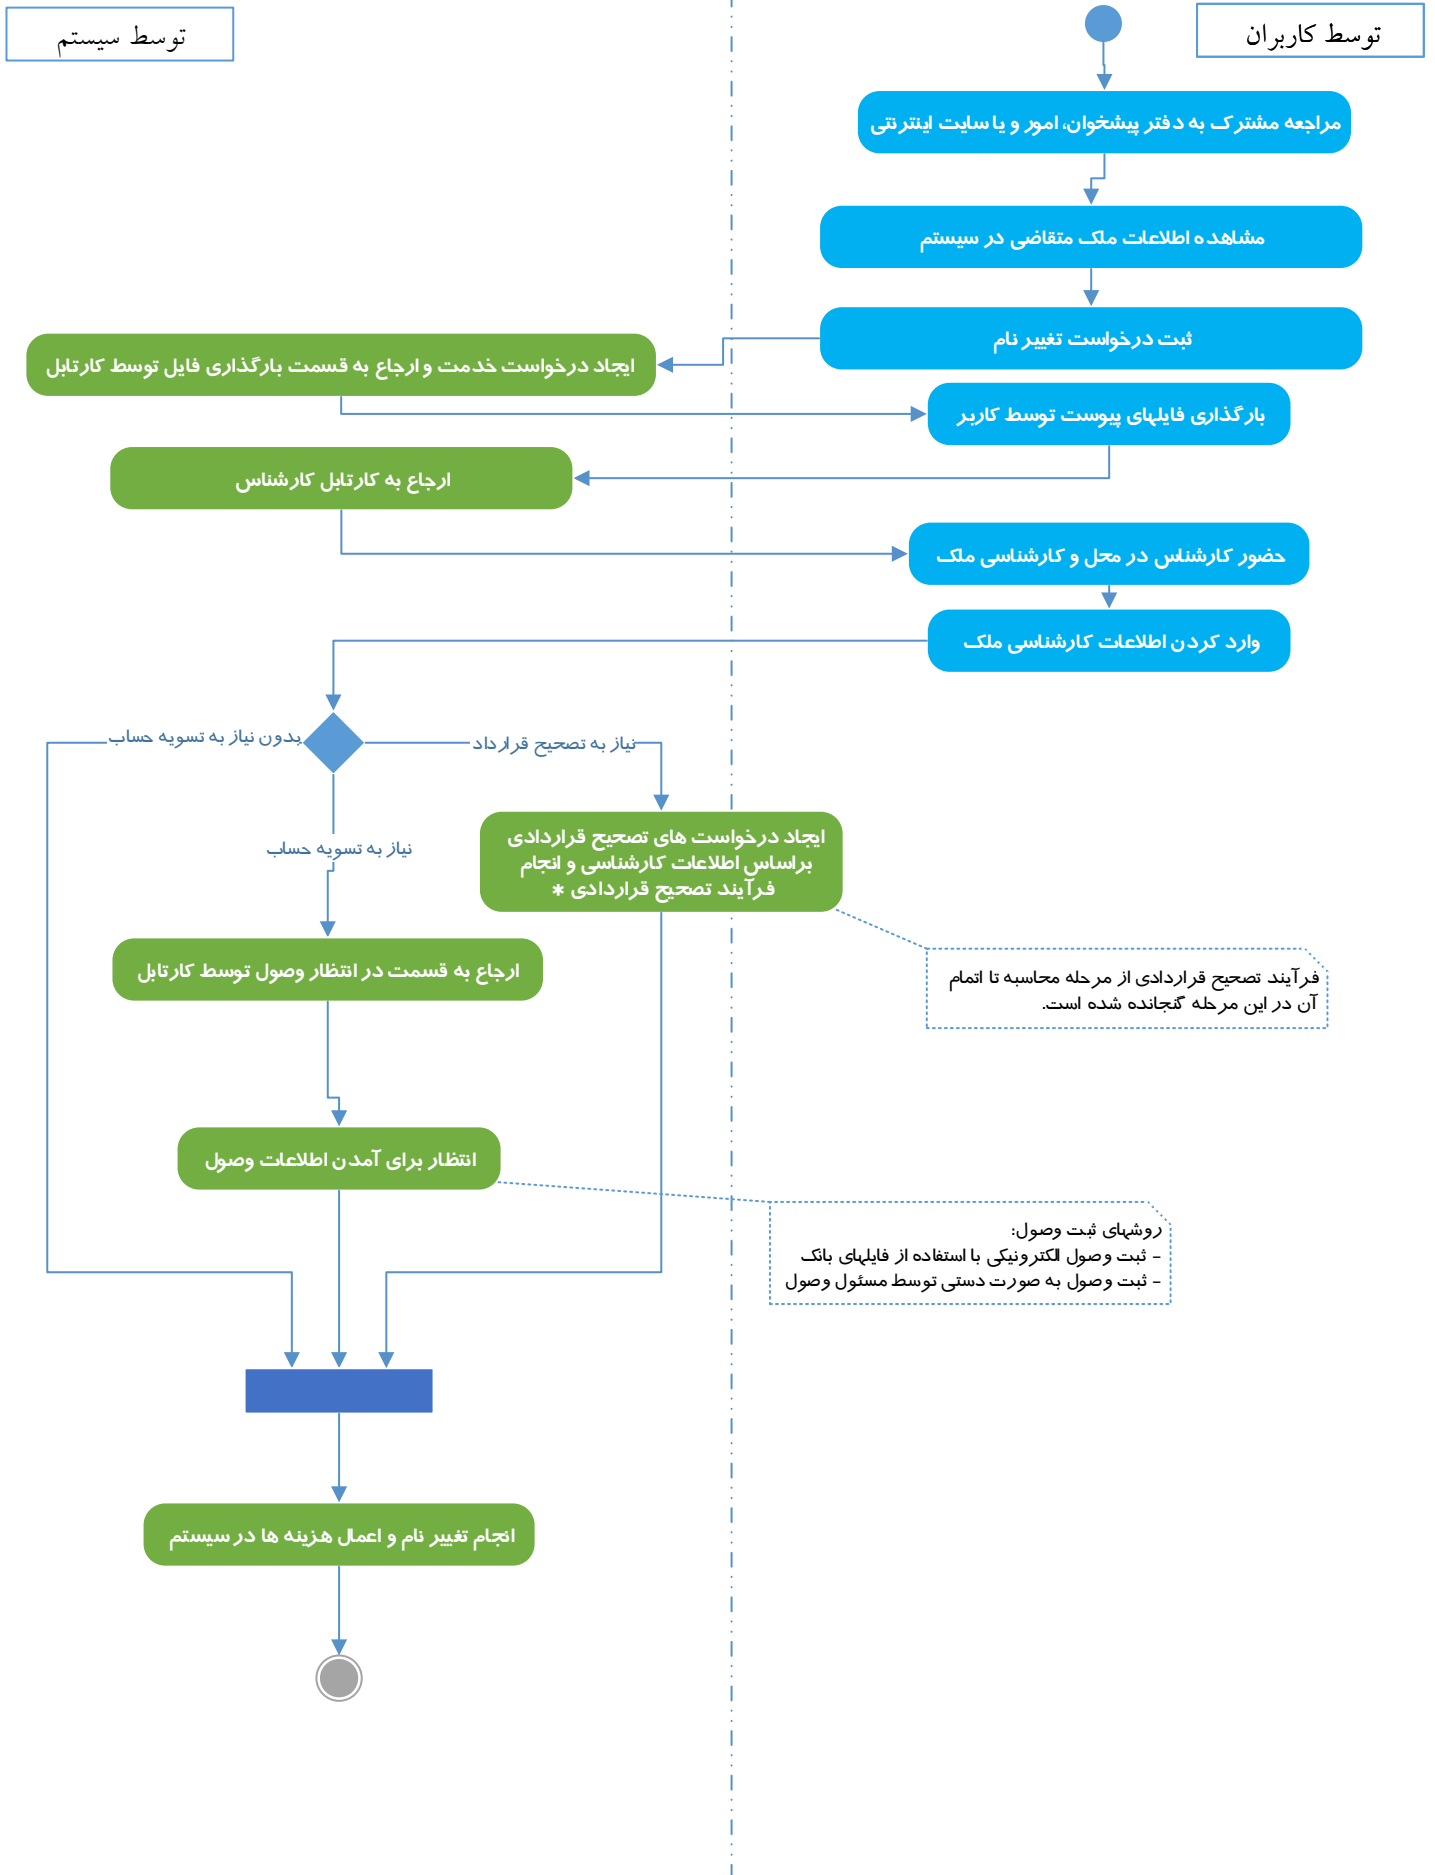 توسط کاربران
توسط سیستم
مراجعه مشترک به دفتر پیشخوان، امور و یا سایت اینترنتی
مشاهده اطلاعات ملک متقاضی در سیستم
ثبت درخواست تغییر نام
ایجاد درخواست خدمت و ارجاع به قسمت بارگذاری فایل توسط کارتابل
بارگذاری فایلهای پیوست توسط کاربر
ارجاع به کارتابل کارشناس
حضور کارشناس در محل و کارشناسی ملک
وارد کردن اطلاعات کارشناسی ملک
نیاز به تصحیح قرارداد
بدون نیاز به تسویه حساب
نیاز به تسویه حساب
ایجاد درخواست های تصحیح قراردادی
براساس اطلاعات کارشناسی و انجام
فرآیند تصحیح قراردادی *
فرآیند تصحیح قراردادی از مرحله محاسبه تا اتمام
آن در این مرحله گنجانده شده است.
ارجاع به قسمت در انتظار وصول توسط کارتابل
انتظار برای آمدن اطلاعات وصول
روشهای ثبت وصول:
- ثبت وصول الکترونیکی با استفاده از فایلهای بانک
- ثبت وصول به صورت دستی توسط مسئول وصول
انجام تغییر نام و اعمال هزینه ها در سیستم